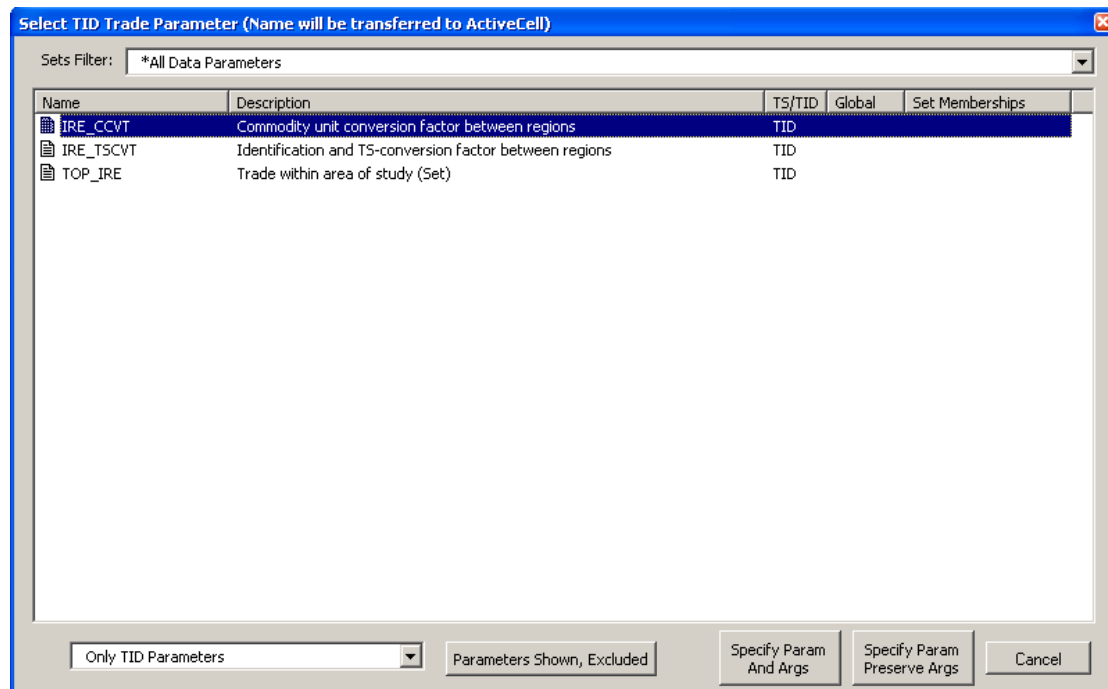 Select TID Trade Parameter (Name will be transferred to ActiveCell)
Sets Filter: *All Data Parameters
Name Description TS/TID Global Set Memberships
IRE_CCVT Commodity unit conversion factor between regions TID
IRE_TSCVT Identification and TS-conversion factor between regions TID
TOP_IRE Trade within area of study (Set) TID
Only TID Parameters Parameters Shown, Excluded Specify Param And Args Specify Param Preserve Args Cancel